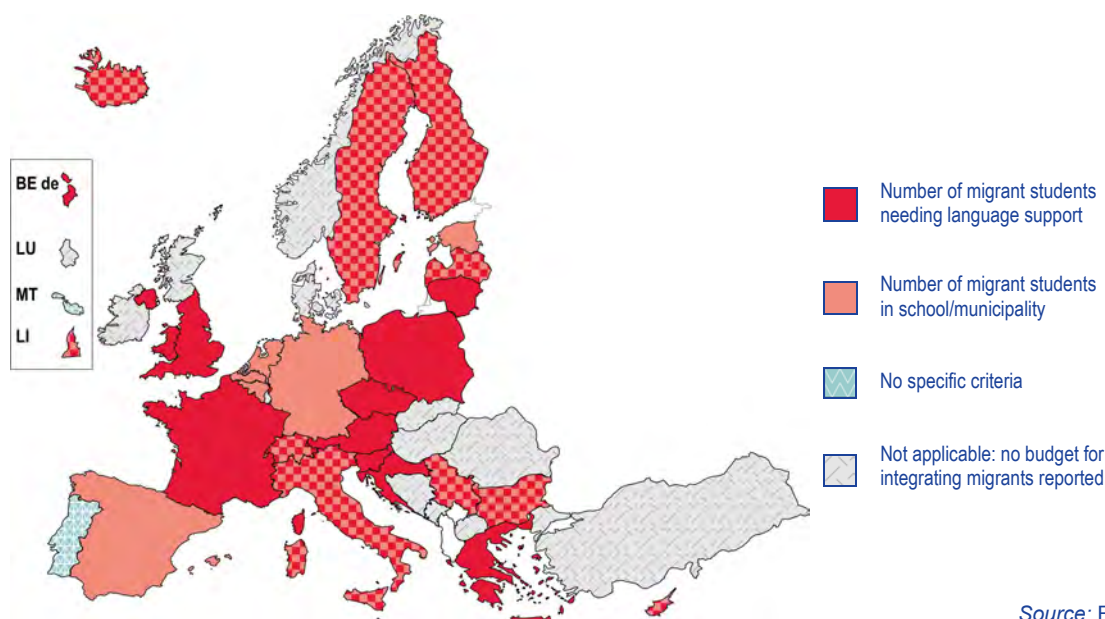 BE de
LU
MT
LI
Number of migrant students
needing language support
Number of migrant students
in school/municipality
No specific criteria
Not applicable: no budget for
integrating migrants reported
Source: